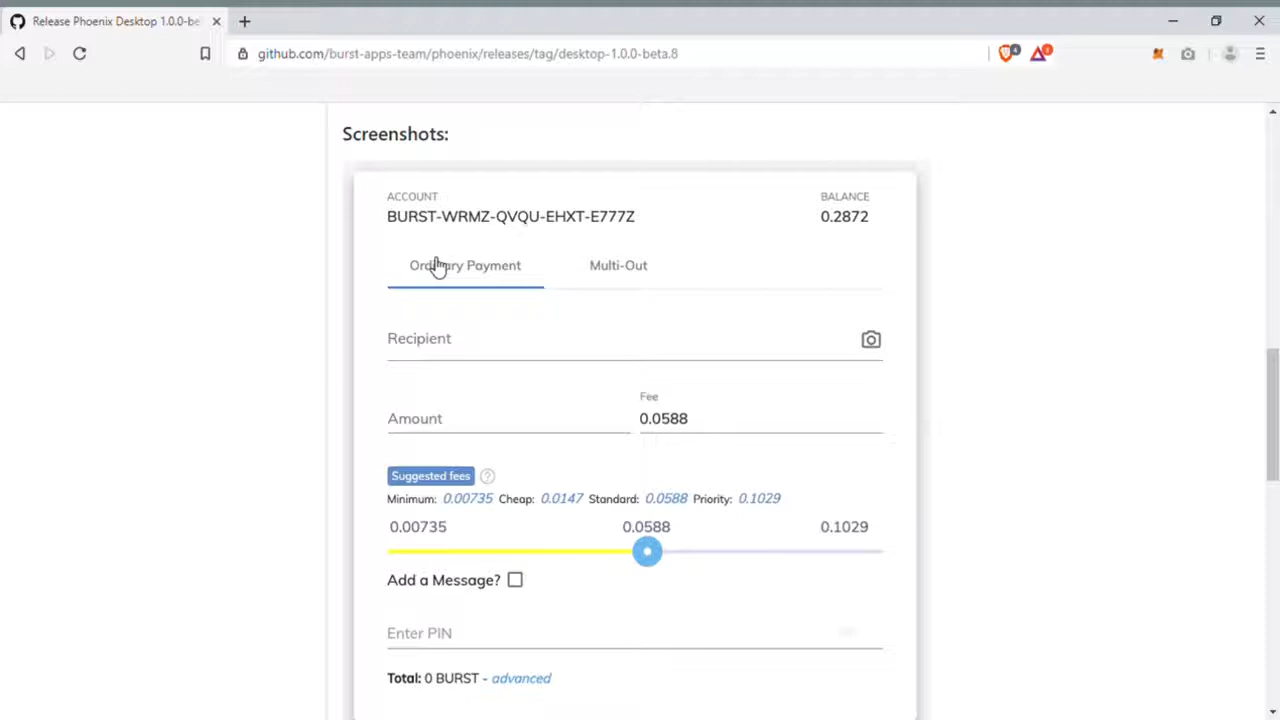 Release Phoenix Desktop 1.0.0-be
github.com/burst-apps-team/phoenix/releases/tag/desktop-1.0.0-beta.8
4
Screenshots:
ACCOUNT BALANCE
BURST-WRMZ-QVQU-EHXT-E777Z 0.2872
Ordinary Payment Multi-Out
Recipient
Fee
Amount 0.0588
Suggested fees ?
Minimum: 0.00735 Cheap: 0.0147 Standard: 0.0588 Priority: 0.1029
0.00735 0.0588 0.1029
Add a Message?
Enter PIN
Total: 0 BURST - advanced